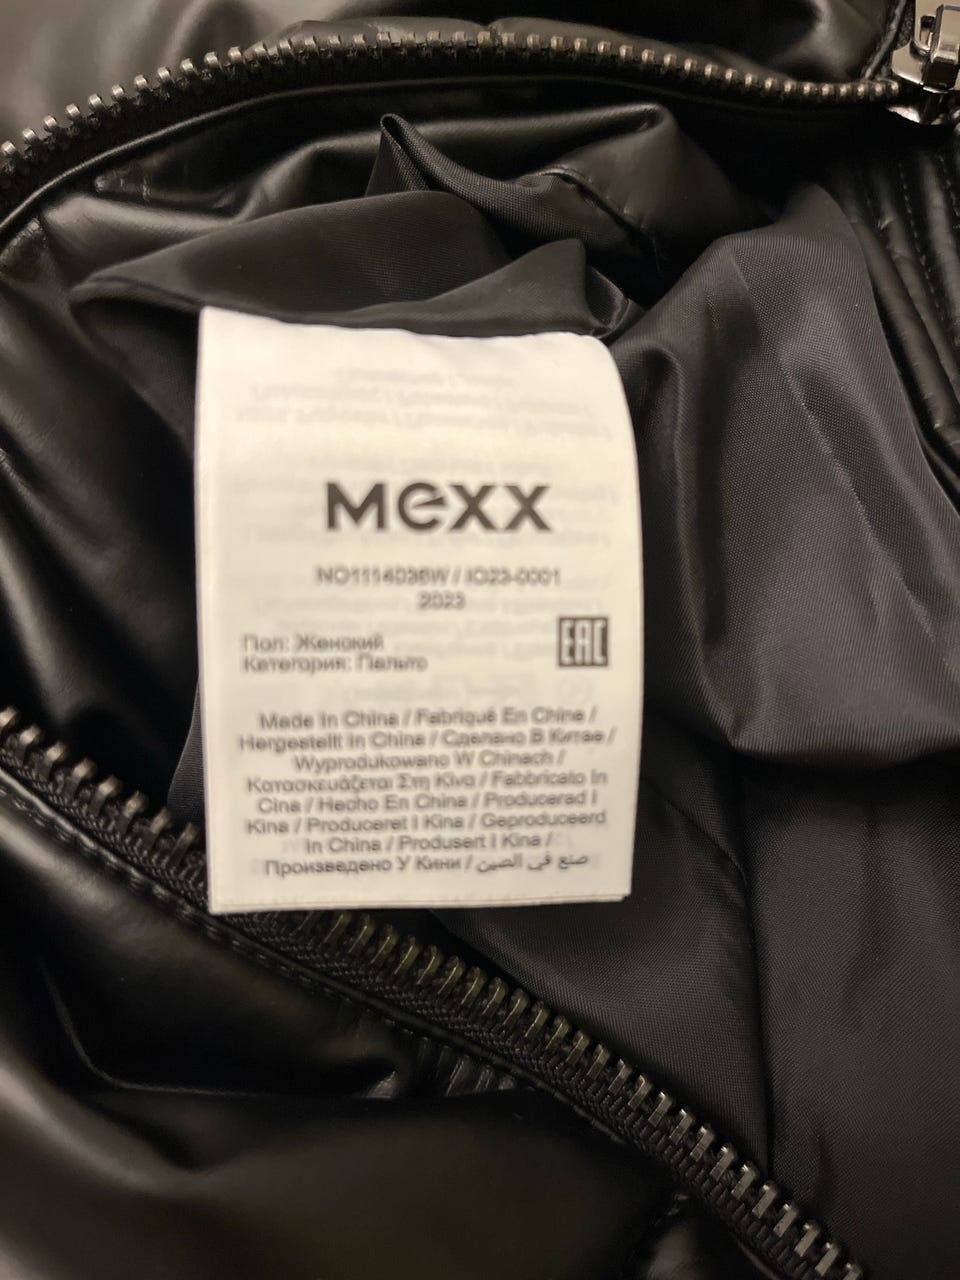 mexx
NO1114036W / IO23-0001
2023
Пол: Женский
Категория: Пальто
EAC
Made In China / Fabriqué En Chine /
Hergestellt In China / Сделано В Китае /
Wyprodukowano W Chinach /
Κατασκευάζεται Στη Κίνα / Fabbricato In
Cina / Hecho En China / Producerad I
Kina / Produceret I Kina / Geproduceerd
In China / Produsert I Kina /
Произведено У Кини / صنع في الصين